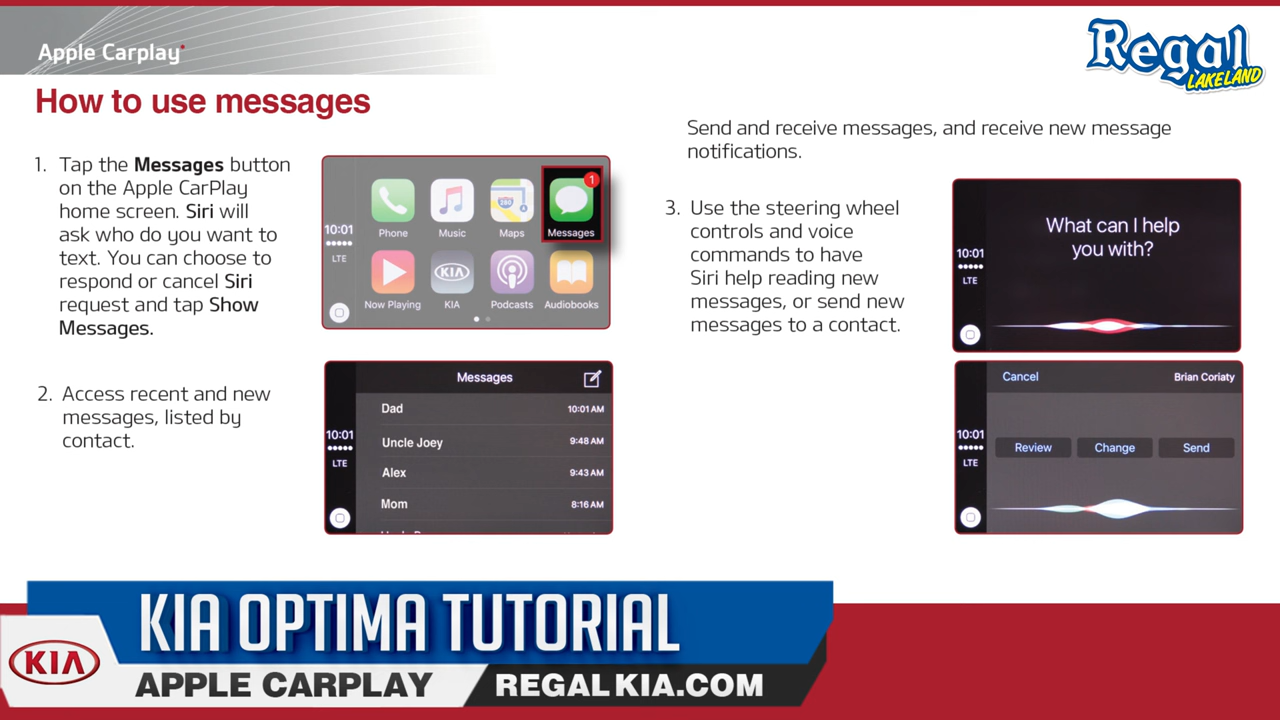 Apple Carplay
Regal
LAKELAND
How to use messages
1. Tap the Messages button
on the Apple CarPlay
home screen. Siri will
ask who do you want to
text. You can choose to
respond or cancel Siri
request and tap Show
Messages.
10:01
LTE
Phone
Music
280
Maps
1
Messages
Now Playing
KIA
KIA
Podcasts
Audiobooks
2. Access recent and new
messages, listed by
contact.
10:01
LTE
Messages
Dad 10:01 AM
Uncle Joey 9:48 AM
Alex 9:43 AM
Mom 8:16 AM
Send and receive messages, and receive new message
notifications.
3. Use the steering wheel
controls and voice
commands to have
Siri help reading new
messages, or send new
messages to a contact.
10:01
LTE
What can I help
you with?
Cancel Brian Coriaty
10:01
LTE
Review Change Send
KIA OPTIMA TUTORIAL
KIA
APPLE CARPLAY
REGALKIA.COM